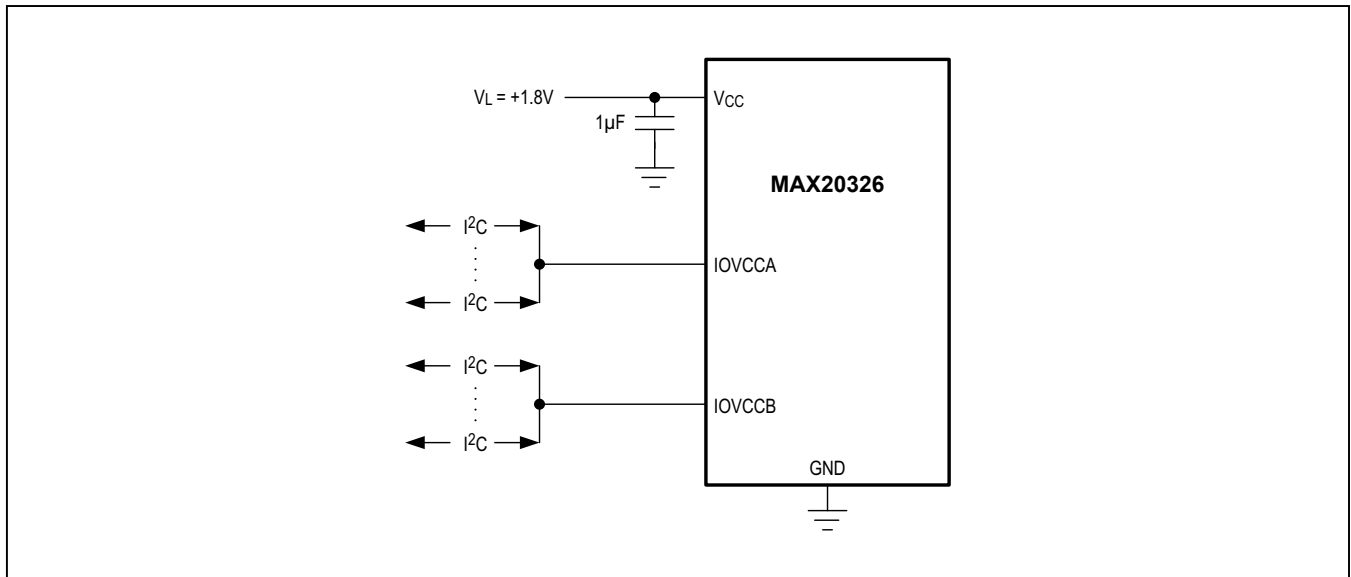 VL = +1.8V
VCC
1µF
MAX20326
I2C
IOVCCA
I2C
I2C
IOVCCB
I2C
GND